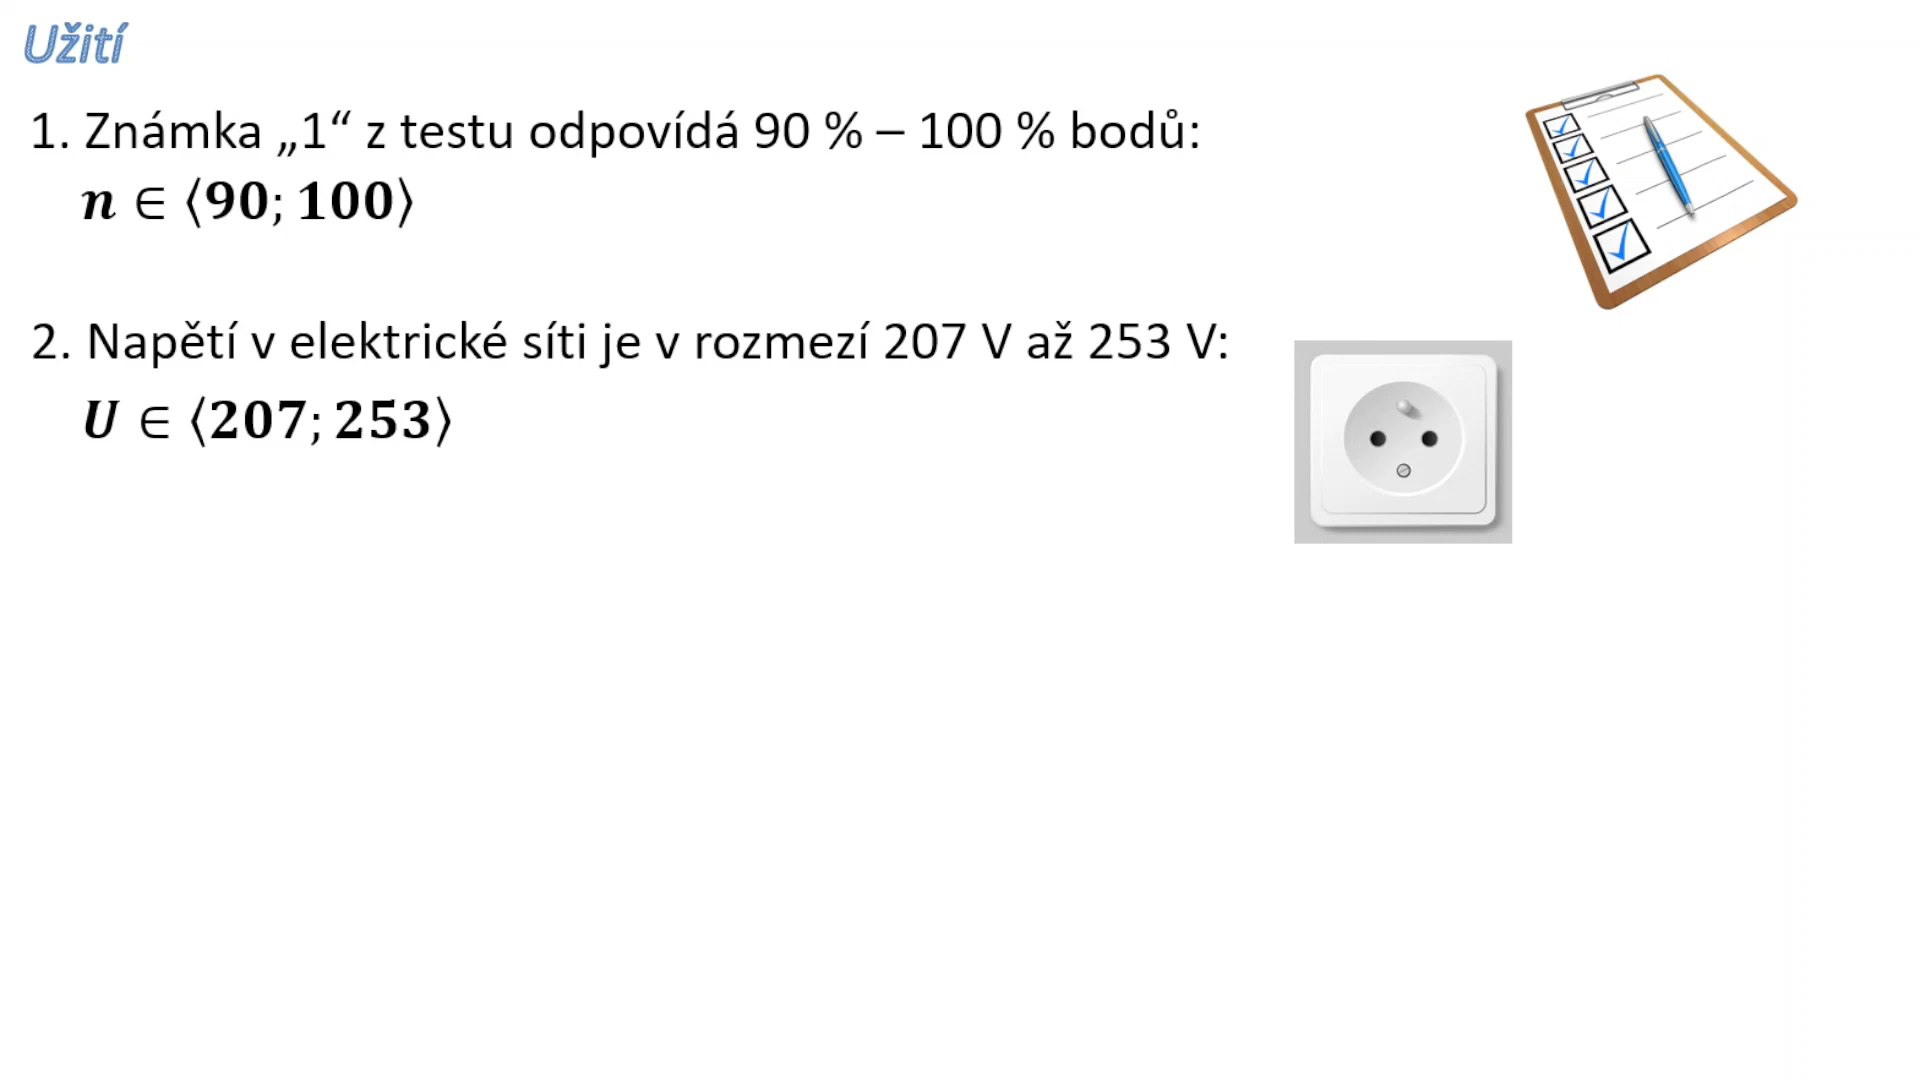 Užití
1. Známka „1“ z testu odpovídá 90 % – 100 % bodů:
n ∈ ⟨90; 100⟩
2. Napětí v elektrické síti je v rozmezí 207 V až 253 V:
U ∈ ⟨207; 253⟩